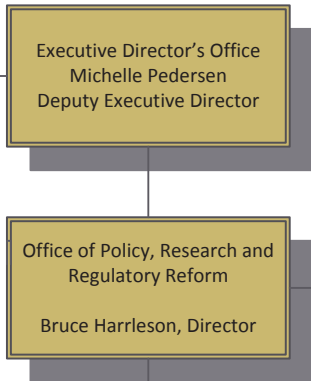 Executive Director’s Office
Michelle Pedersen
Deputy Executive Director
Office of Policy, Research and
Regulatory Reform
Bruce Harrleson, Director